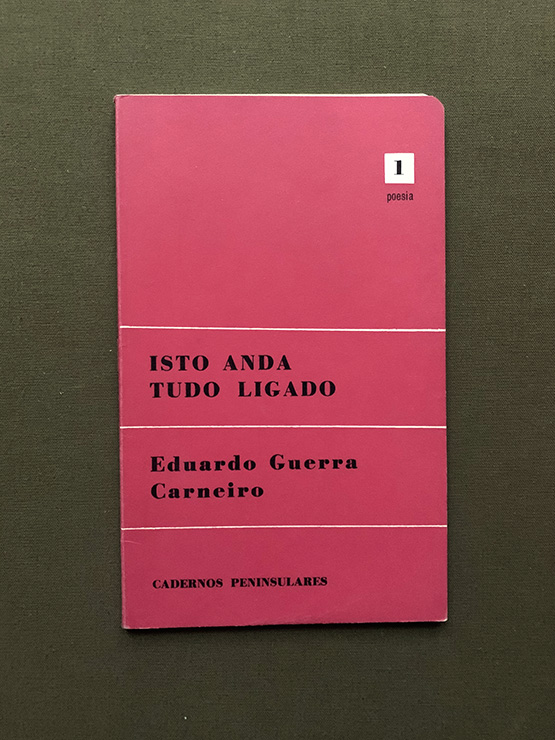 1
poesia
ISTO ANDA
TUDO LIGADO
Eduardo Guerra
Carneiro
CADERNOS PENINSULARES